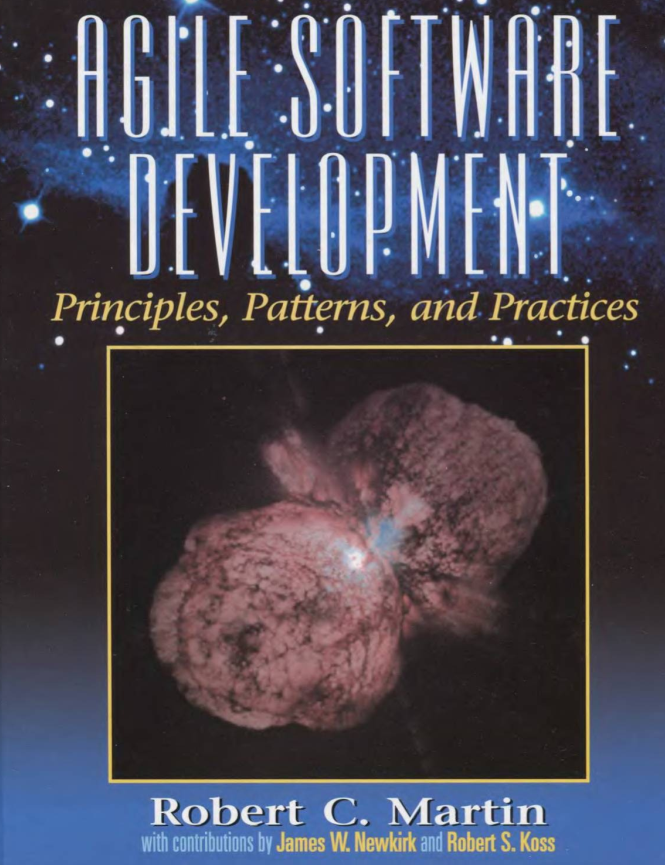 AGILE SOFTWARE
DEVELOPMENT
Principles, Patterns, and Practices
Robert C. Martin
with contributions by James W. Newkirk and Robert S. Koss